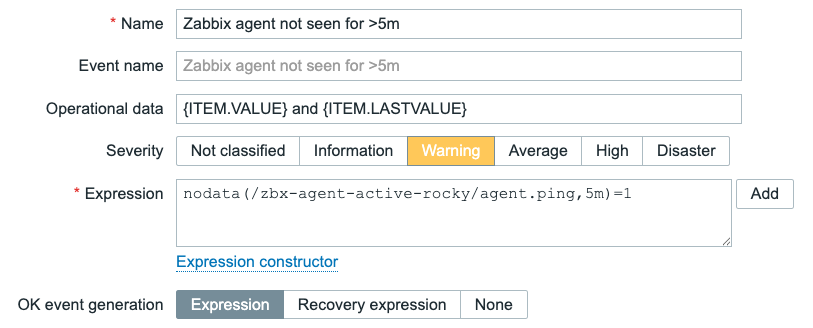 * Name Zabbix agent not seen for >5m
Event name Zabbix agent not seen for >5m
Operational data {ITEM.VALUE} and {ITEM.LASTVALUE}
Severity Not classified Information Warning Average High Disaster
* Expression nodata(/zbx-agent-active-rocky/agent.ping,5m)=1 Add
Expression constructor
OK event generation Expression Recovery expression None